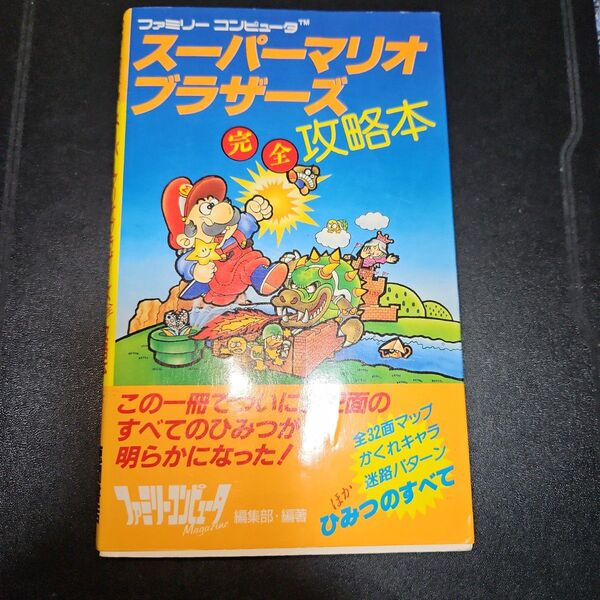 ファミリー コンピュータ™
スーパーマリオ
ブラザーズ
完全攻略本
この一冊でついに 面の
すべてのひみつが
明らかになった!
全32面マップ
かくれキャラ
迷路パターン
ほか
ひみつのすべて
ファミリーコンピュータ
Magazine
編集部・編著